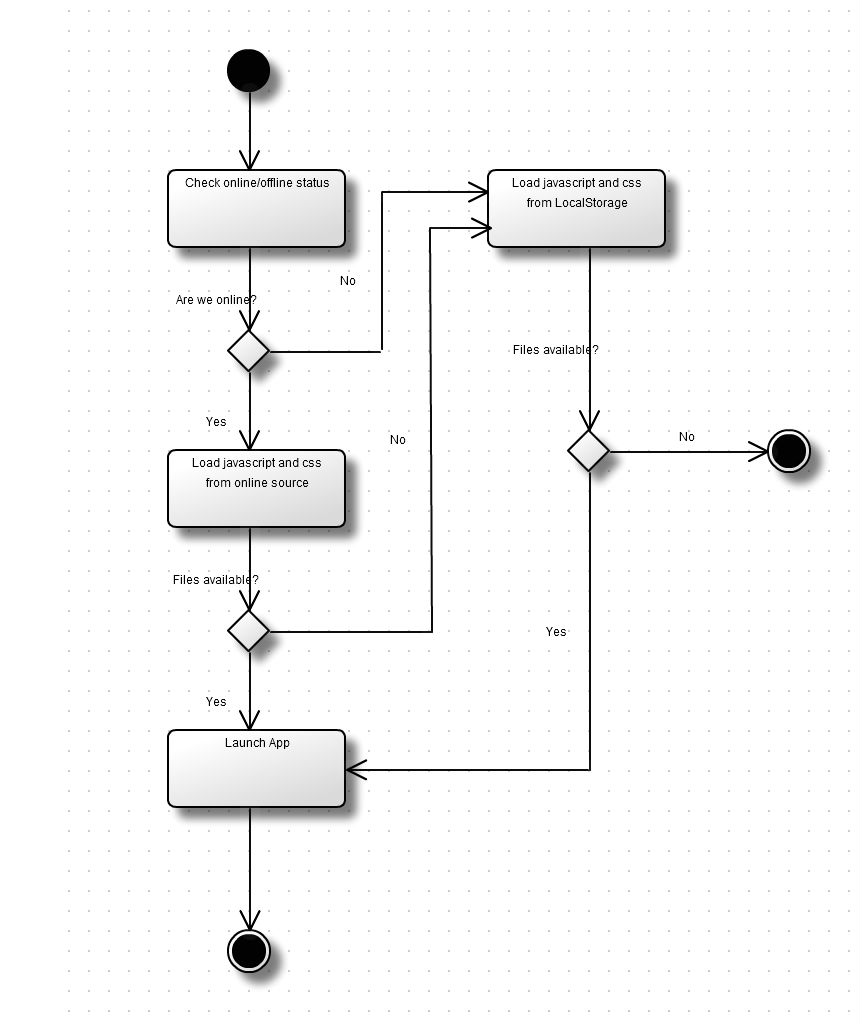 Check online/offline status
Load javascript and css
from LocalStorage
No
Are we online?
Files available?
Yes
No
No
Load javascript and css
from online source
Files available?
Yes
Yes
Launch App